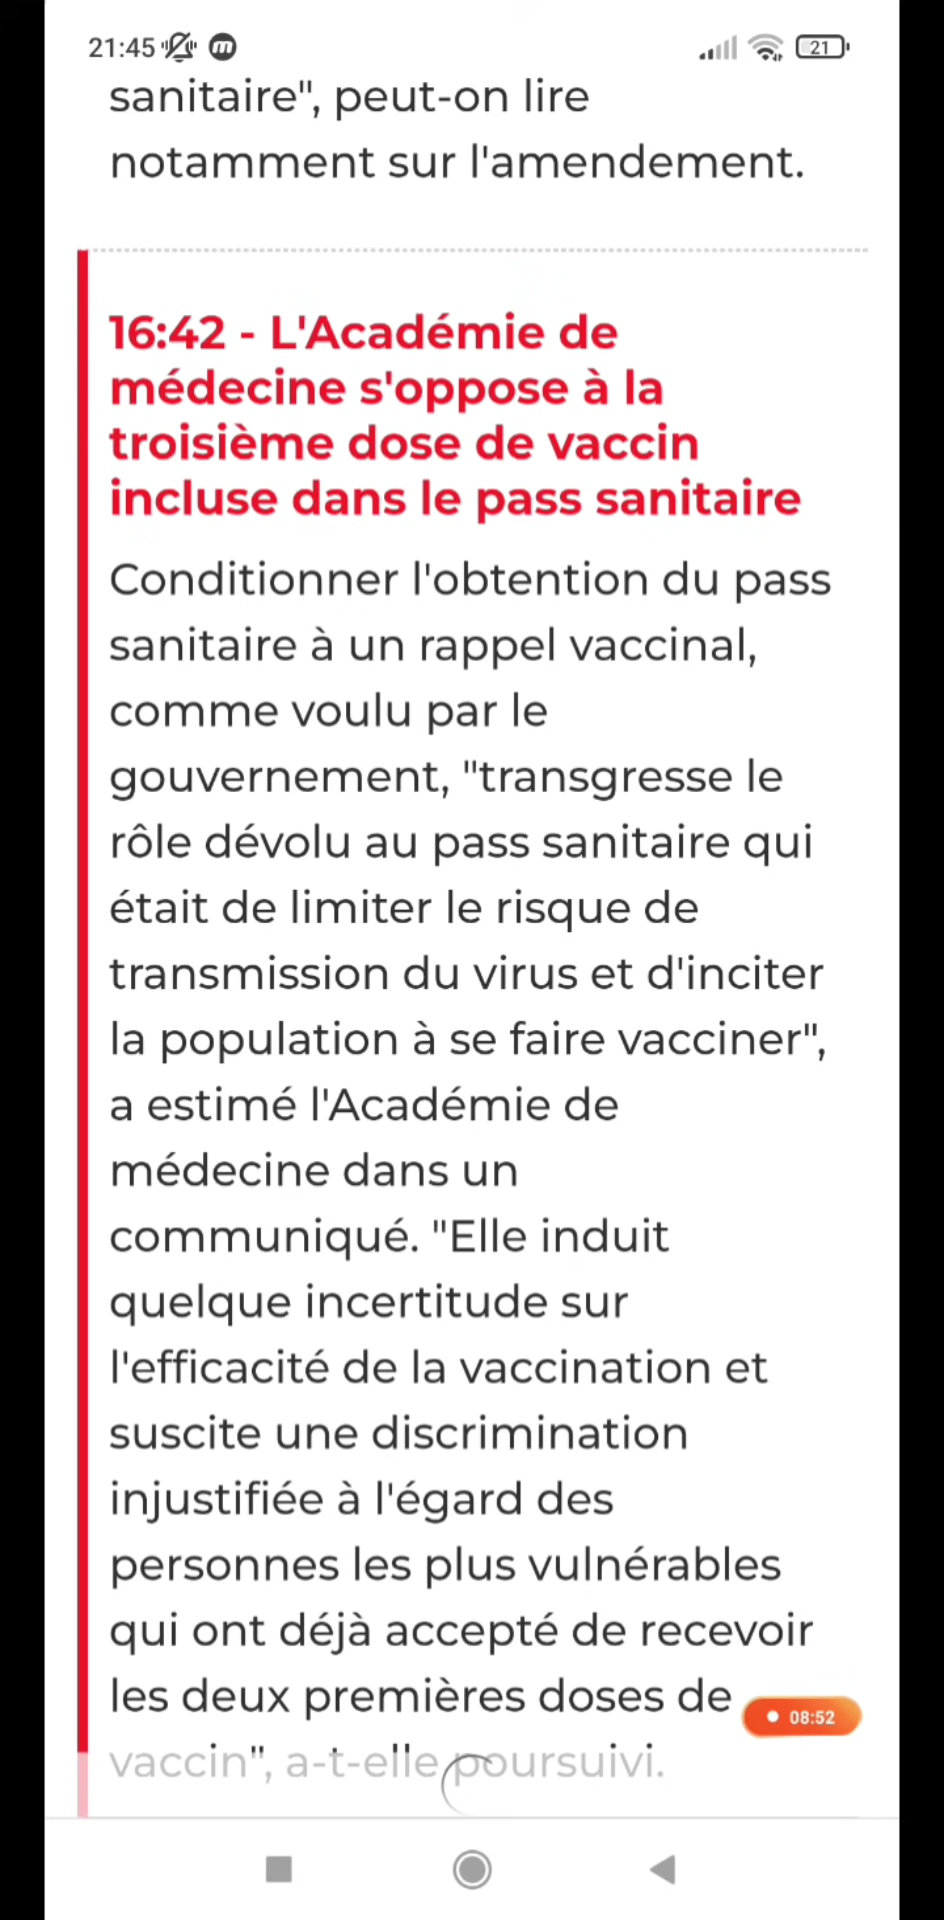 21:45
21
sanitaire", peut-on lire
notamment sur l'amendement.
16:42 - L'Académie de
médecine s'oppose à la
troisième dose de vaccin
incluse dans le pass sanitaire
Conditionner l'obtention du pass
sanitaire à un rappel vaccinal,
comme voulu par le
gouvernement, "transgresse le
rôle dévolu au pass sanitaire qui
était de limiter le risque de
transmission du virus et d'inciter
la population à se faire vacciner",
a estimé l'Académie de
médecine dans un
communiqué. "Elle induit
quelque incertitude sur
l'efficacité de la vaccination et
suscite une discrimination
injustifiée à l'égard des
personnes les plus vulnérables
qui ont déjà accepté de recevoir
les deux premières doses de
08:52
vaccin", a-t-elle poursuivi.